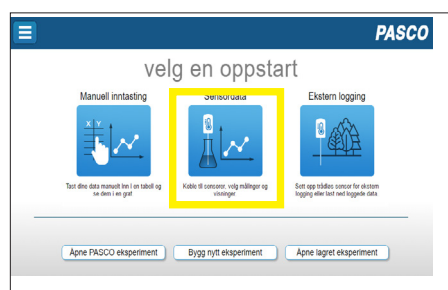 PASCO
velg en oppstart
Manuell inntasting
Sensordata
Ekstern logging
X Y
Tast dine data manuelt inn i en tabell og
se dem i en graf
Koble til sensorer, velg målinger og
visninger
Sett opp trådløs sensor for ekstern
logging eller last ned loggede data
Åpne PASCO eksperiment
Bygg nytt eksperiment
Åpne lagret eksperiment